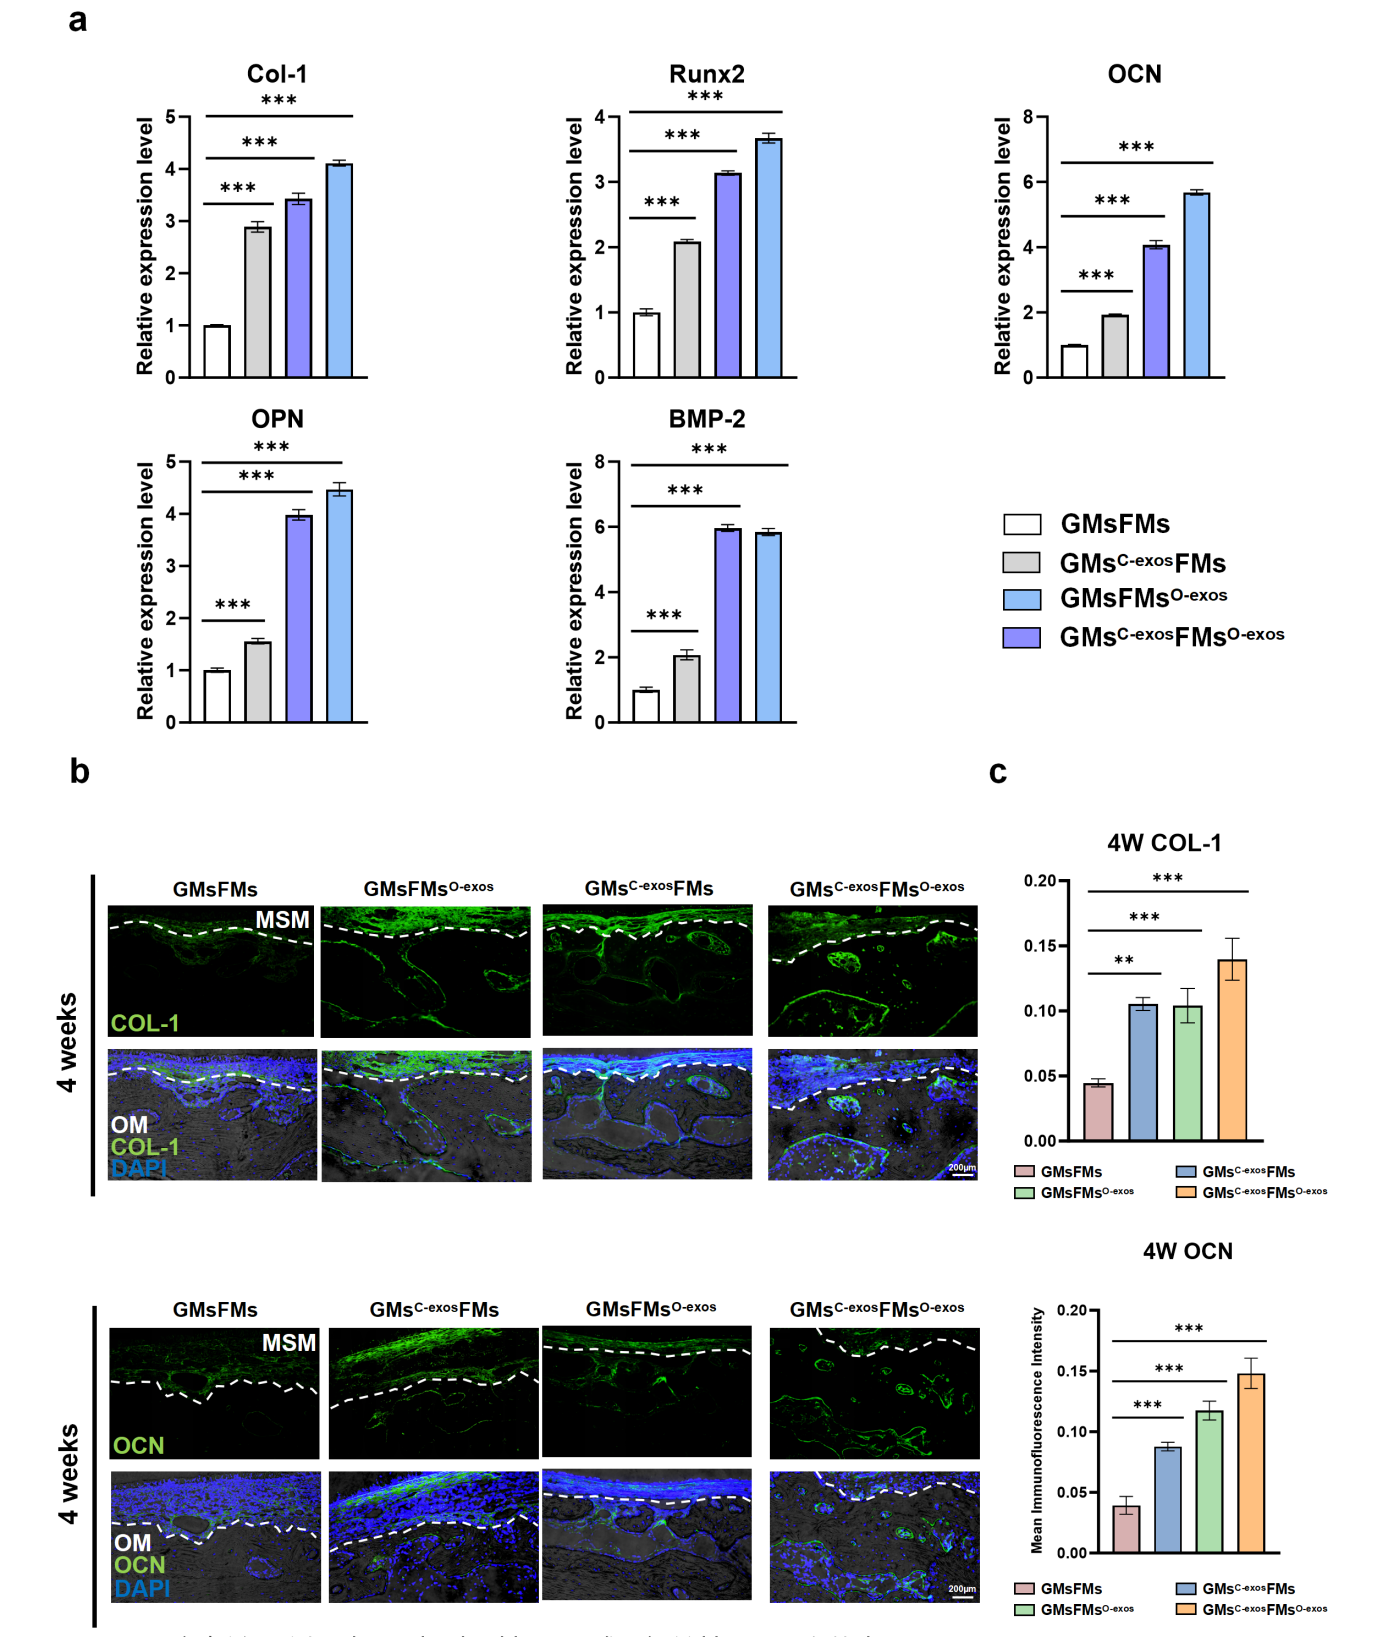 a
Col-1
Runx2
OCN
***
***
***
Relative expression level
5
4
3
2
1
0
***
***
***
Relative expression level
4
3
2
1
0
***
***
***
Relative expression level
8
6
4
2
0
OPN
BMP-2
***
***
***
Relative expression level
5
4
3
2
1
0
***
***
***
Relative expression level
8
6
4
2
0
GMsFMs
GMsC-exosFMs
GMsFMsO-exos
GMsC-exosFMsO-exos
b
4 weeks
GMsFMs GMsFMsO-exos GMsC-exosFMs GMsC-exosFMsO-exos
MSM
COL-1
OM
COL-1
DAPI
200µm
4 weeks
GMsFMs GMsC-exosFMs GMsFMsO-exos GMsC-exosFMsO-exos
MSM
OCN
OM
OCN
DAPI
200µm
c
4W COL-1
***
***
**
0.20
0.15
0.10
0.05
0.00
GMsFMs GMsC-exosFMs
GMsFMsO-exos GMsC-exosFMsO-exos
4W OCN
***
***
***
Mean Immunofluorescence Intensity
0.20
0.15
0.10
0.05
0.00
GMsFMs GMsC-exosFMs
GMsFMsO-exos GMsC-exosFMsO-exos